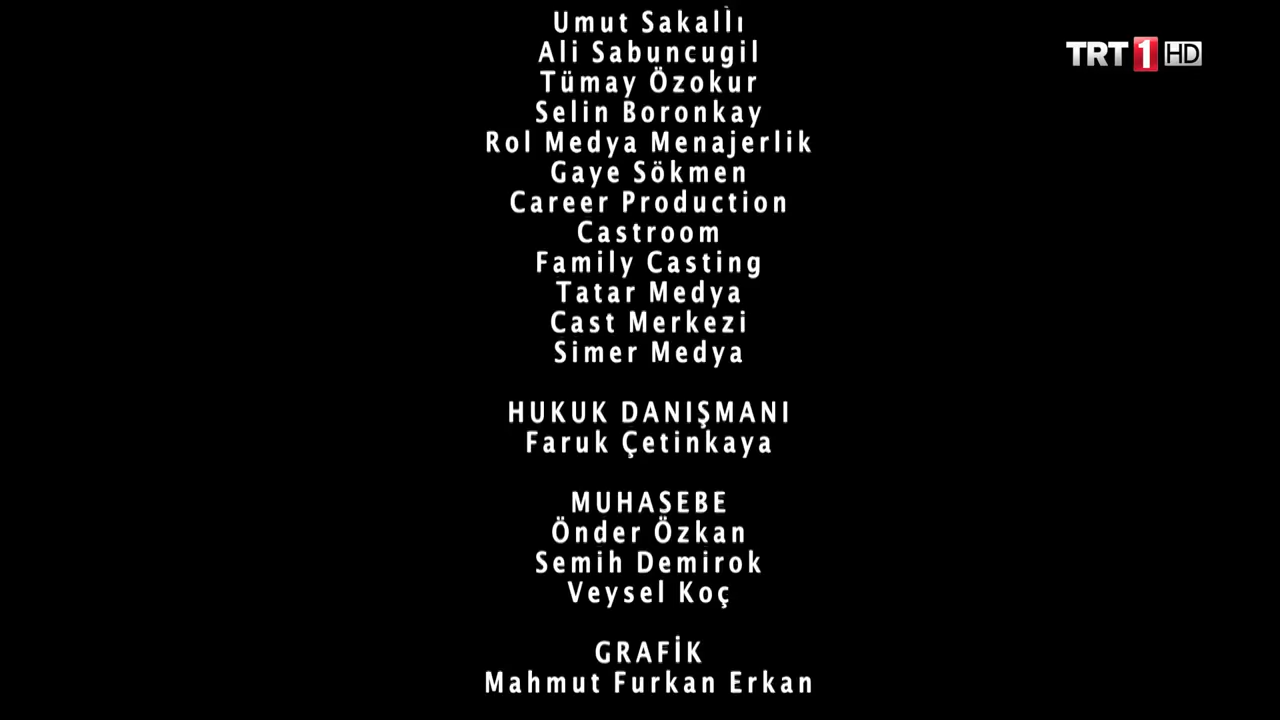 Umut Sakallı
Ali Sabuncugil
Tümay Özokur
Selin Boronkay
Rol Medya Menajerlik
Gaye Sökmen
Career Production
Castroom
Family Casting
Tatar Medya
Cast Merkezi
Simer Medya
HUKUK DANIŞMANI
Faruk Çetinkaya
MUHASEBE
Önder Özkan
Semih Demirok
Veysel Koç
GRAFİK
Mahmut Furkan Erkan
TRT 1 HD